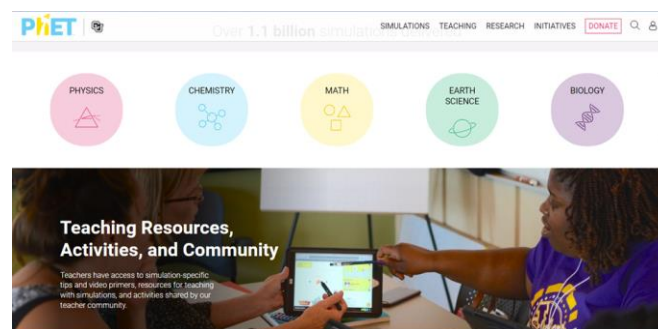 PhET
Over 1.1 billion simulations delivered
SIMULATIONS TEACHING RESEARCH INITIATIVES DONATE
PHYSICS
CHEMISTRY
MATH
EARTH
SCIENCE
BIOLOGY
Teaching Resources,
Activities, and Community
Teachers have access to simulation-specific
tips and video primers, resources for teaching
with simulations, and activities shared by our
teacher community.